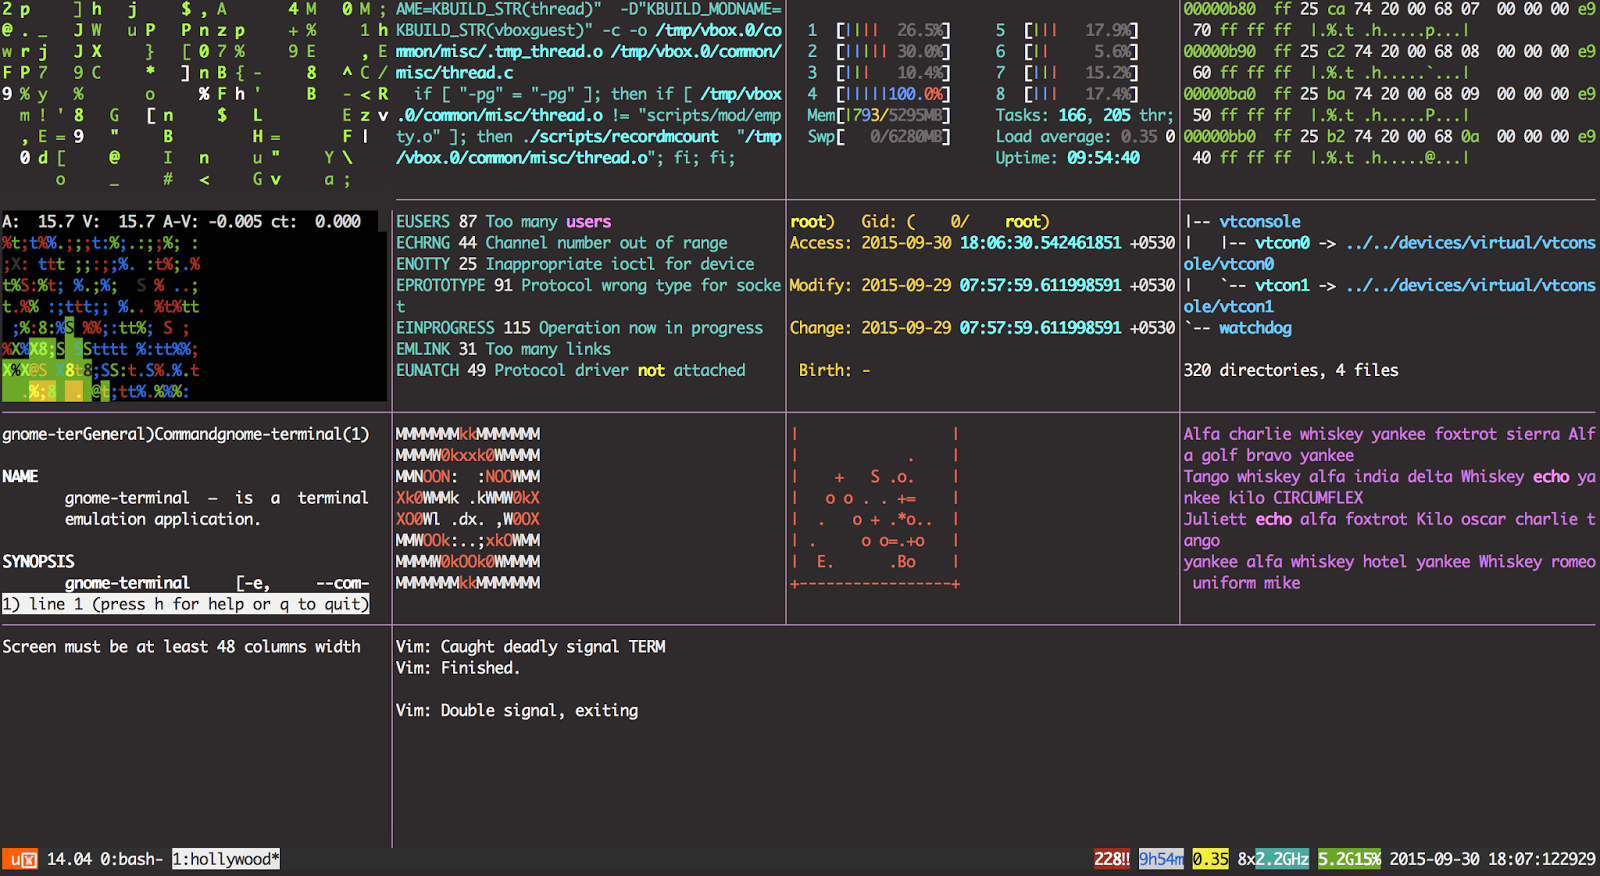 2 p ] h j $ , A 4 M 0 M ;
@ . _ J W u P P n z p + % 1 h
w r j J X } [ 0 7 % 9 E , E
F P 7 9 C * ] n B { - 8 ^ C /
9 % y % o % F h ' B - < R
m ! ' 8 G [ n $ L E z v
, E = 9 " B H = F |
0 d [ @ I n u " Y \
o _ # < G v a ;
AME=KBUILD_STR(thread)" -D"KBUILD_MODNAME=
KBUILD_STR(vboxguest)" -c -o /tmp/vbox.0/co
mmon/misc/.tmp_thread.o /tmp/vbox.0/common/
misc/thread.c
if [ "-pg" = "-pg" ]; then if [ /tmp/vbox
.0/common/misc/thread.o != "scripts/mod/emp
ty.o" ]; then ./scripts/recordmcount "/tmp
/vbox.0/common/misc/thread.o"; fi; fi;
1 [|||| 26.5%] 5 [||| 17.9%]
2 [||||| 30.0%] 6 [|| 5.6%]
3 [||| 10.4%] 7 [||| 15.2%]
4 [|||||100.0%] 8 [||| 17.4%]
Mem[|793/5295MB] Tasks: 166, 205 thr;
Swp[ 0/6280MB] Load average: 0.35 0
Uptime: 09:54:40
00000b80 ff 25 ca 74 20 00 68 07 00 00 00 e9
70 ff ff ff |.%.t .h.....p...|
00000b90 ff 25 c2 74 20 00 68 08 00 00 00 e9
60 ff ff ff |.%.t .h.....`...|
00000ba0 ff 25 ba 74 20 00 68 09 00 00 00 e9
50 ff ff ff |.%.t .h.....P...|
00000bb0 ff 25 b2 74 20 00 68 0a 00 00 00 e9
40 ff ff ff |.%.t .h.....@...|
A: 15.7 V: 15.7 A-V: -0.005 ct: 0.000
%t;t%%.;;;t:%;.:;;%; :
;X: ttt ;;:;;%. :t%;.%
t%S:%t; %.;%; S % ..;
t.%% :;ttt;; %.. %t%tt
;%:8:%S %%;:tt%; S ;
%X%X8;S SStttt %:tt%%;
X%X@S X8t8;SS:t.S%.%.t
.%;8 . @t;tt%.%%%:
EUSERS 87 Too many users
ECHRNG 44 Channel number out of range
ENOTTY 25 Inappropriate ioctl for device
EPROTOTYPE 91 Protocol wrong type for socke
t
EINPROGRESS 115 Operation now in progress
EMLINK 31 Too many links
EUNATCH 49 Protocol driver not attached
root) Gid: ( 0/ root)
Access: 2015-09-30 18:06:30.542461851 +0530
Modify: 2015-09-29 07:57:59.611998591 +0530
Change: 2015-09-29 07:57:59.611998591 +0530
Birth: -
|-- vtconsole
| |-- vtcon0 -> ../../devices/virtual/vtcons
ole/vtcon0
| `-- vtcon1 -> ../../devices/virtual/vtcons
ole/vtcon1
`-- watchdog
320 directories, 4 files
gnome-terGeneral)Commandgnome-terminal(1)
NAME
gnome-terminal — is a terminal
emulation application.
SYNOPSIS
gnome-terminal [-e, --com-
1) line 1 (press h for help or q to quit)
MMMMMMMkkMMMMMMM
MMMMW0kxxk0WMMMM
MMNOON: :NOOWMM
Xk0WMMk .kWMW0kX
XO0Wl .dx. ,W0OX
MMWOOk:..;xkOWMM
MMMMW0kOOk0WMMMM
MMMMMMMkkMMMMMMM
| |
| . |
| + S .o. |
| o o . . += |
| . o + .*o.. |
| . o o=.+o |
| E. .Bo |
+-----------------+
Alfa charlie whiskey yankee foxtrot sierra Alf
a golf bravo yankee
Tango whiskey alfa india delta Whiskey echo ya
nkee kilo CIRCUMFLEX
Juliett echo alfa foxtrot Kilo oscar charlie t
ango
yankee alfa whiskey hotel yankee Whiskey romeo
uniform mike
Screen must be at least 48 columns width
Vim: Caught deadly signal TERM
Vim: Finished.
Vim: Double signal, exiting
u 14.04 0:bash- 1:hollywood* 228!! 9h54m 0.35 8x2.2GHz 5.2G15% 2015-09-30 18:07:122929